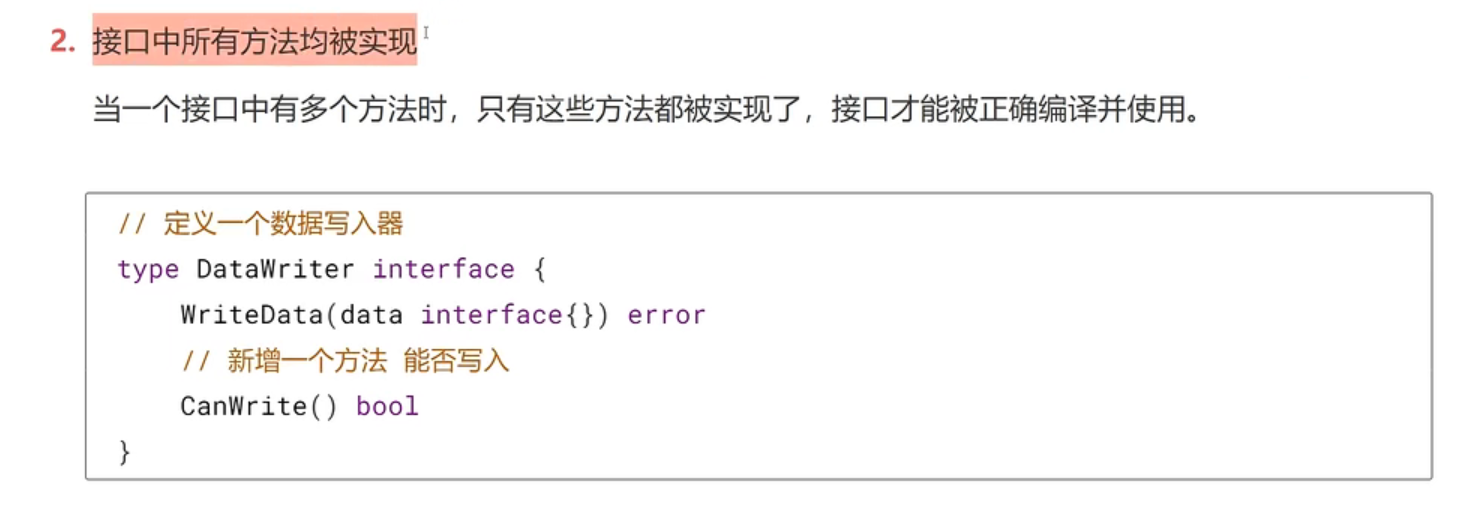 2. 接口中所有方法均被实现
当一个接口中有多个方法时，只有这些方法都被实现了，接口才能被正确编译并使用。
// 定义一个数据写入器
type DataWriter interface {
    WriteData(data interface{}) error
    // 新增一个方法 能否写入
    CanWrite() bool
}